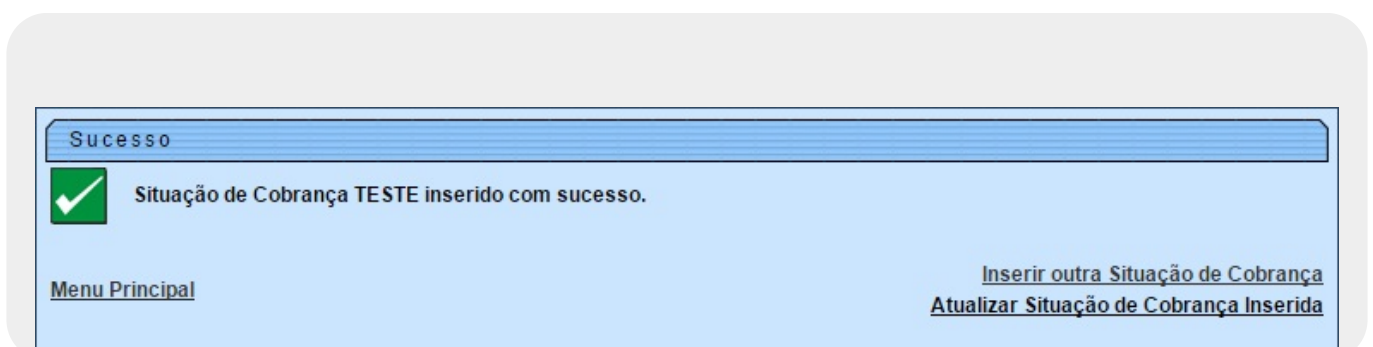 Sucesso
Situação de Cobrança TESTE inserido com sucesso.
Menu Principal
Inserir outra Situação de Cobrança
Atualizar Situação de Cobrança Inserida